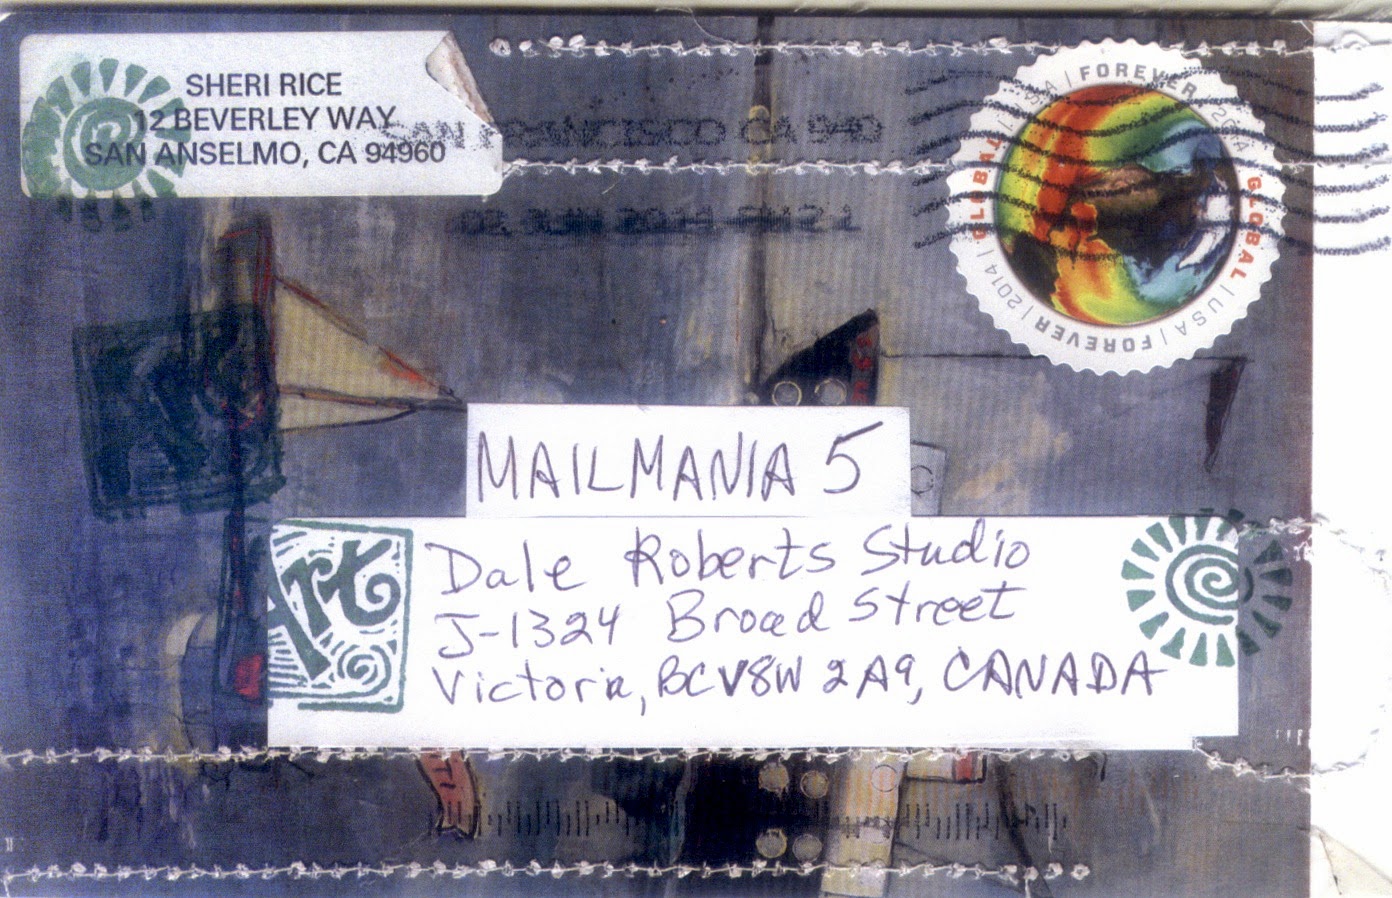 SHERI RICE
12 BEVERLEY WAY
SAN ANSELMO, CA 94960
SAN FRANCISCO CA 940
GLOBAL | USA | FOREVER | 2014 | GLOBAL | USA | FOREVER | 2014
MAILMANIA 5
Art
Dale Roberts Studio
J-1324 Broad Street
Victoria, BC V8W 2A9, CANADA